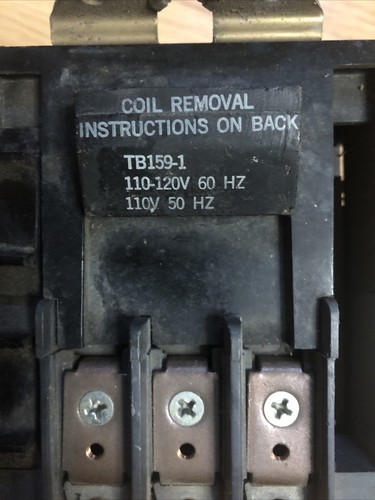 COIL REMOVAL
INSTRUCTIONS ON BACK
TB159-1
110-120V 60 HZ
110V 50 HZ